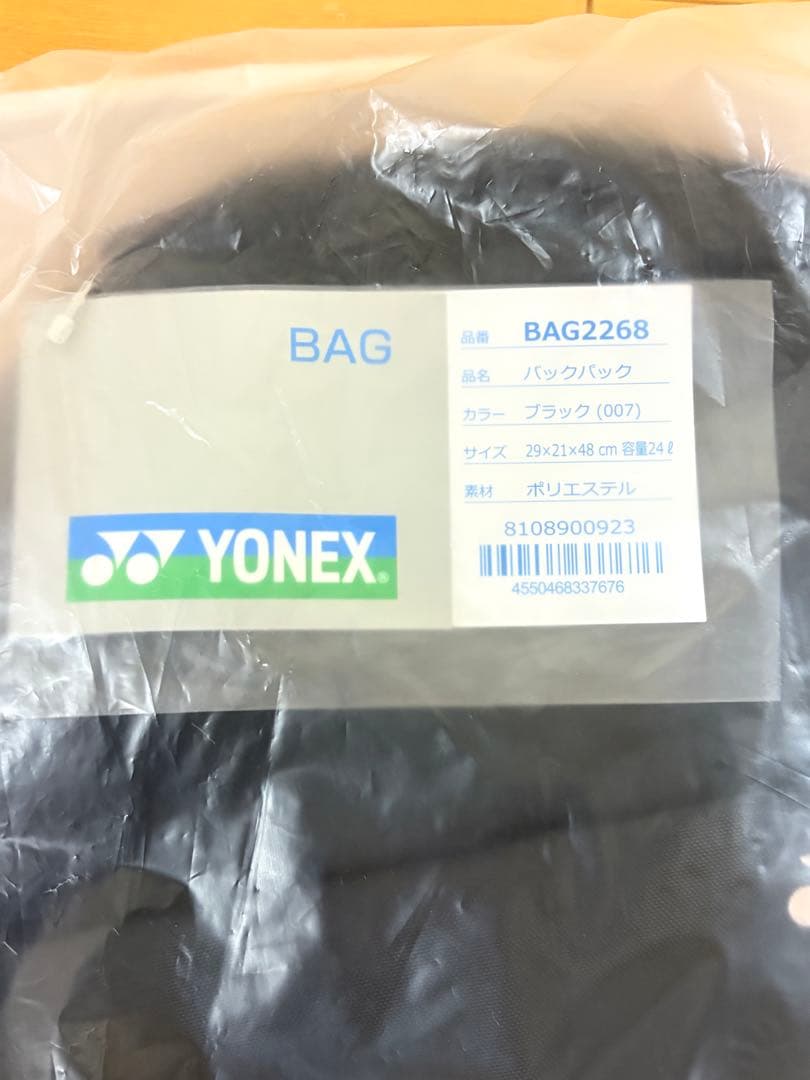 BAG
YONEX®
品番 BAG2268
品名 バックパック
カラー ブラック (007)
サイズ 29×21×48 cm 容量24ℓ
素材 ポリエステル
8108900923
4550468337676